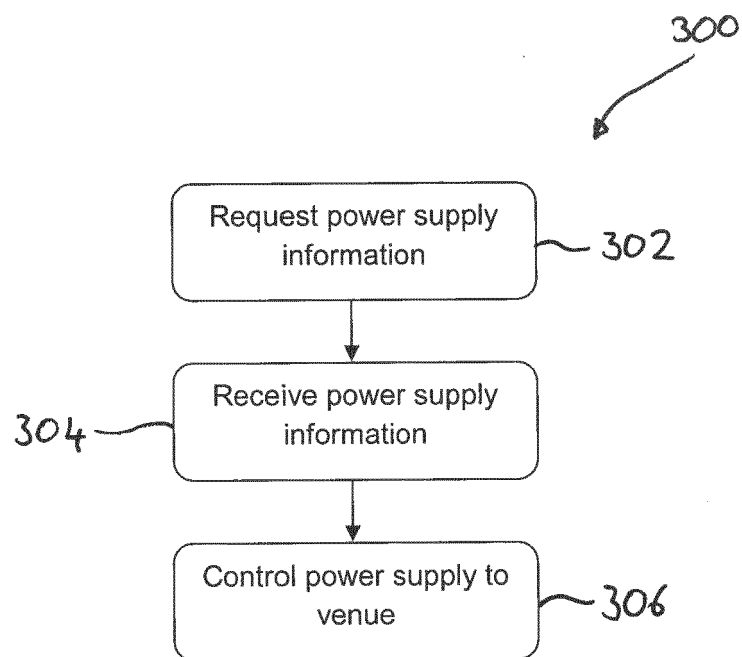 300
Request power supply
information
302
Receive power supply
information
304
Control power supply to
venue
306